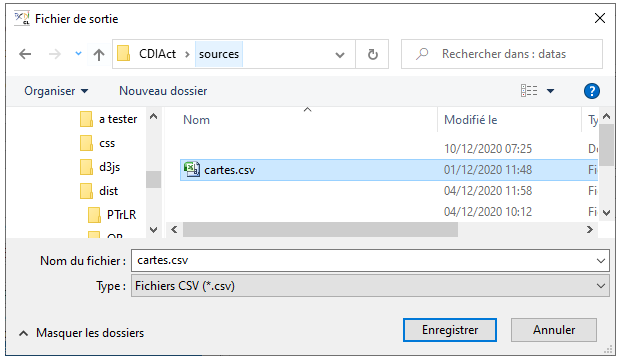 Fichier de sortie
CDIAct > sources
Rechercher dans : datas
Organiser
Nouveau dossier
?
Nom
Modifié le
Ty
a tester
css
d3js
dist
PTrLR
10/12/2020 07:25
cartes.csv
01/12/2020 11:48
Fi
04/12/2020 11:58
Fi
04/12/2020 10:12
Fi
Nom du fichier :
cartes.csv
Type :
Fichiers CSV (*.csv)
Masquer les dossiers
Enregistrer
Annuler